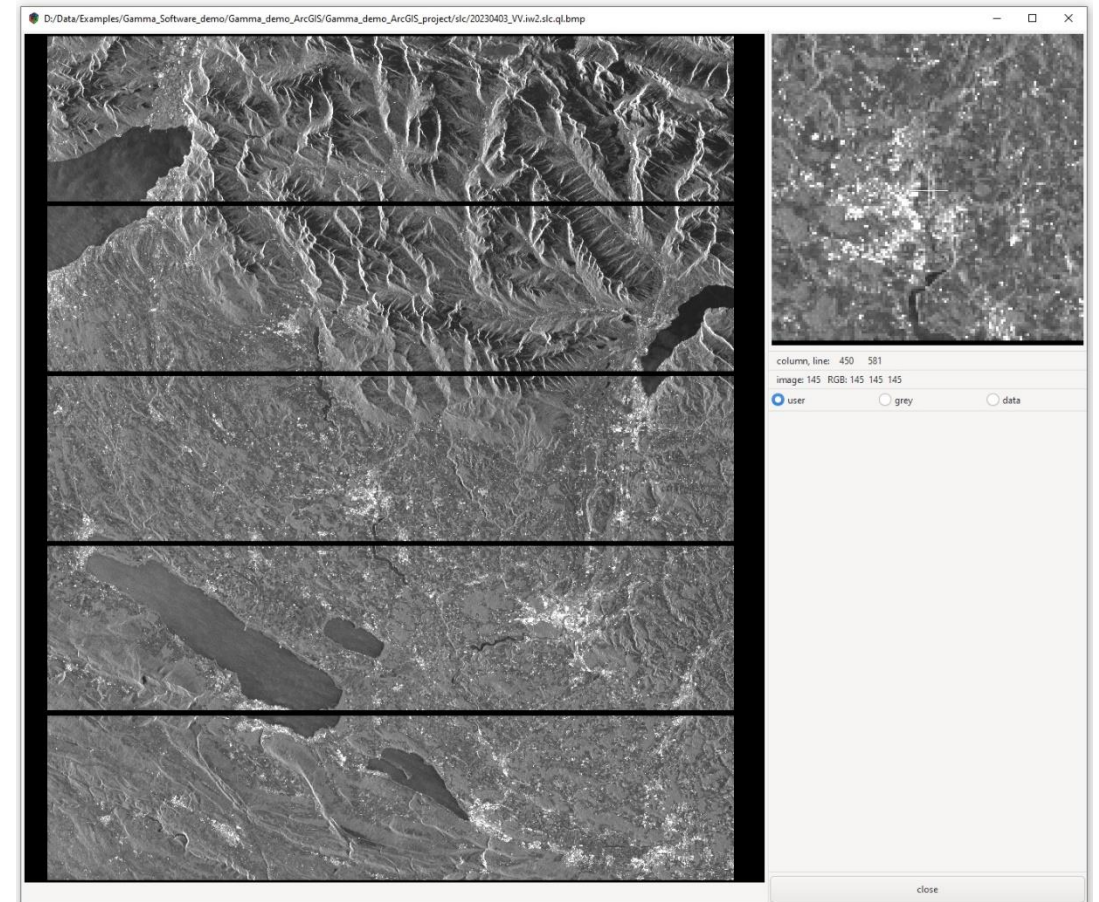 D:/Data/Examples/Gamma_Software_demo/Gamma_demo_ArcGIS/Gamma_demo_ArcGIS_project/slc/20230403_VV.iw2.slc.ql.bmp
column, line: 450 581
image: 145 RGB: 145 145 145
user grey data
close